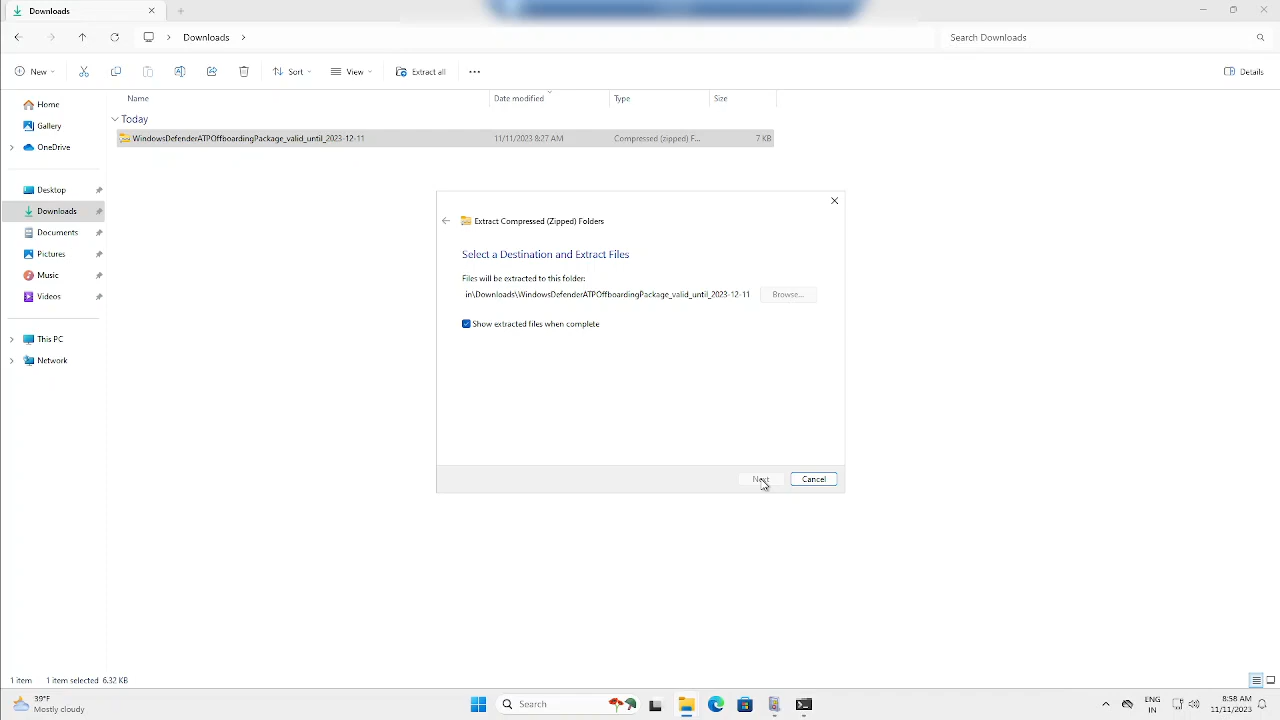 Downloads
Downloads
Search Downloads
New
Sort
View
Extract all
Details
Name
Date modified
Type
Size
Home
Gallery
OneDrive
Desktop
Downloads
Documents
Pictures
Music
Videos
This PC
Network
Today
WindowsDefenderATPOffboardingPackage_valid_until_2023-12-11
11/11/2023 8:27 AM
Compressed (zipped) F...
7 KB
Extract Compressed (Zipped) Folders
Select a Destination and Extract Files
Files will be extracted to this folder:
in\Downloads\WindowsDefenderATPOffboardingPackage_valid_until_2023-12-11
Browse...
Show extracted files when complete
Next
Cancel
1 item
1 item selected 6.32 KB
39°F
Mostly cloudy
Search
ENG
IN
8:38 AM
11/11/2023